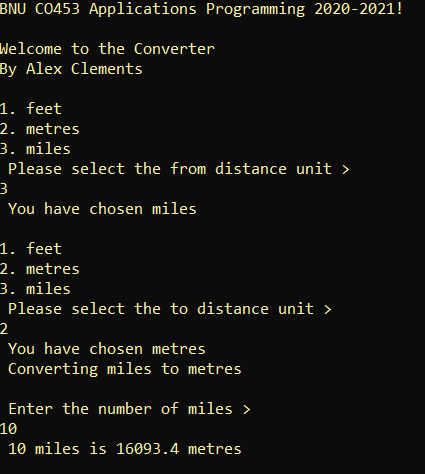 BNU CO453 Applications Programming 2020-2021!
Welcome to the Converter
By Alex Clements
1. feet
2. metres
3. miles
Please select the from distance unit >
3
You have chosen miles
1. feet
2. metres
3. miles
Please select the to distance unit >
2
You have chosen metres
Converting miles to metres
Enter the number of miles >
10
10 miles is 16093.4 metres